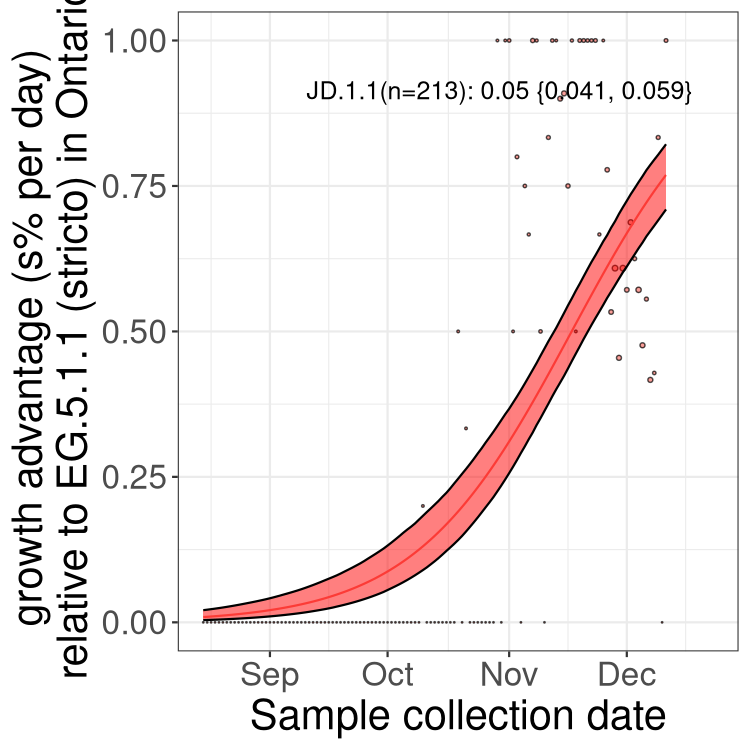 growth advantage (s% per day)
relative to EG.5.1.1 (stricto) in Ontario
1.00
JD.1.1(n=213): 0.05 {0.041, 0.059}
0.75
0.50
0.25
0.00
Sep Oct Nov Dec
Sample collection date